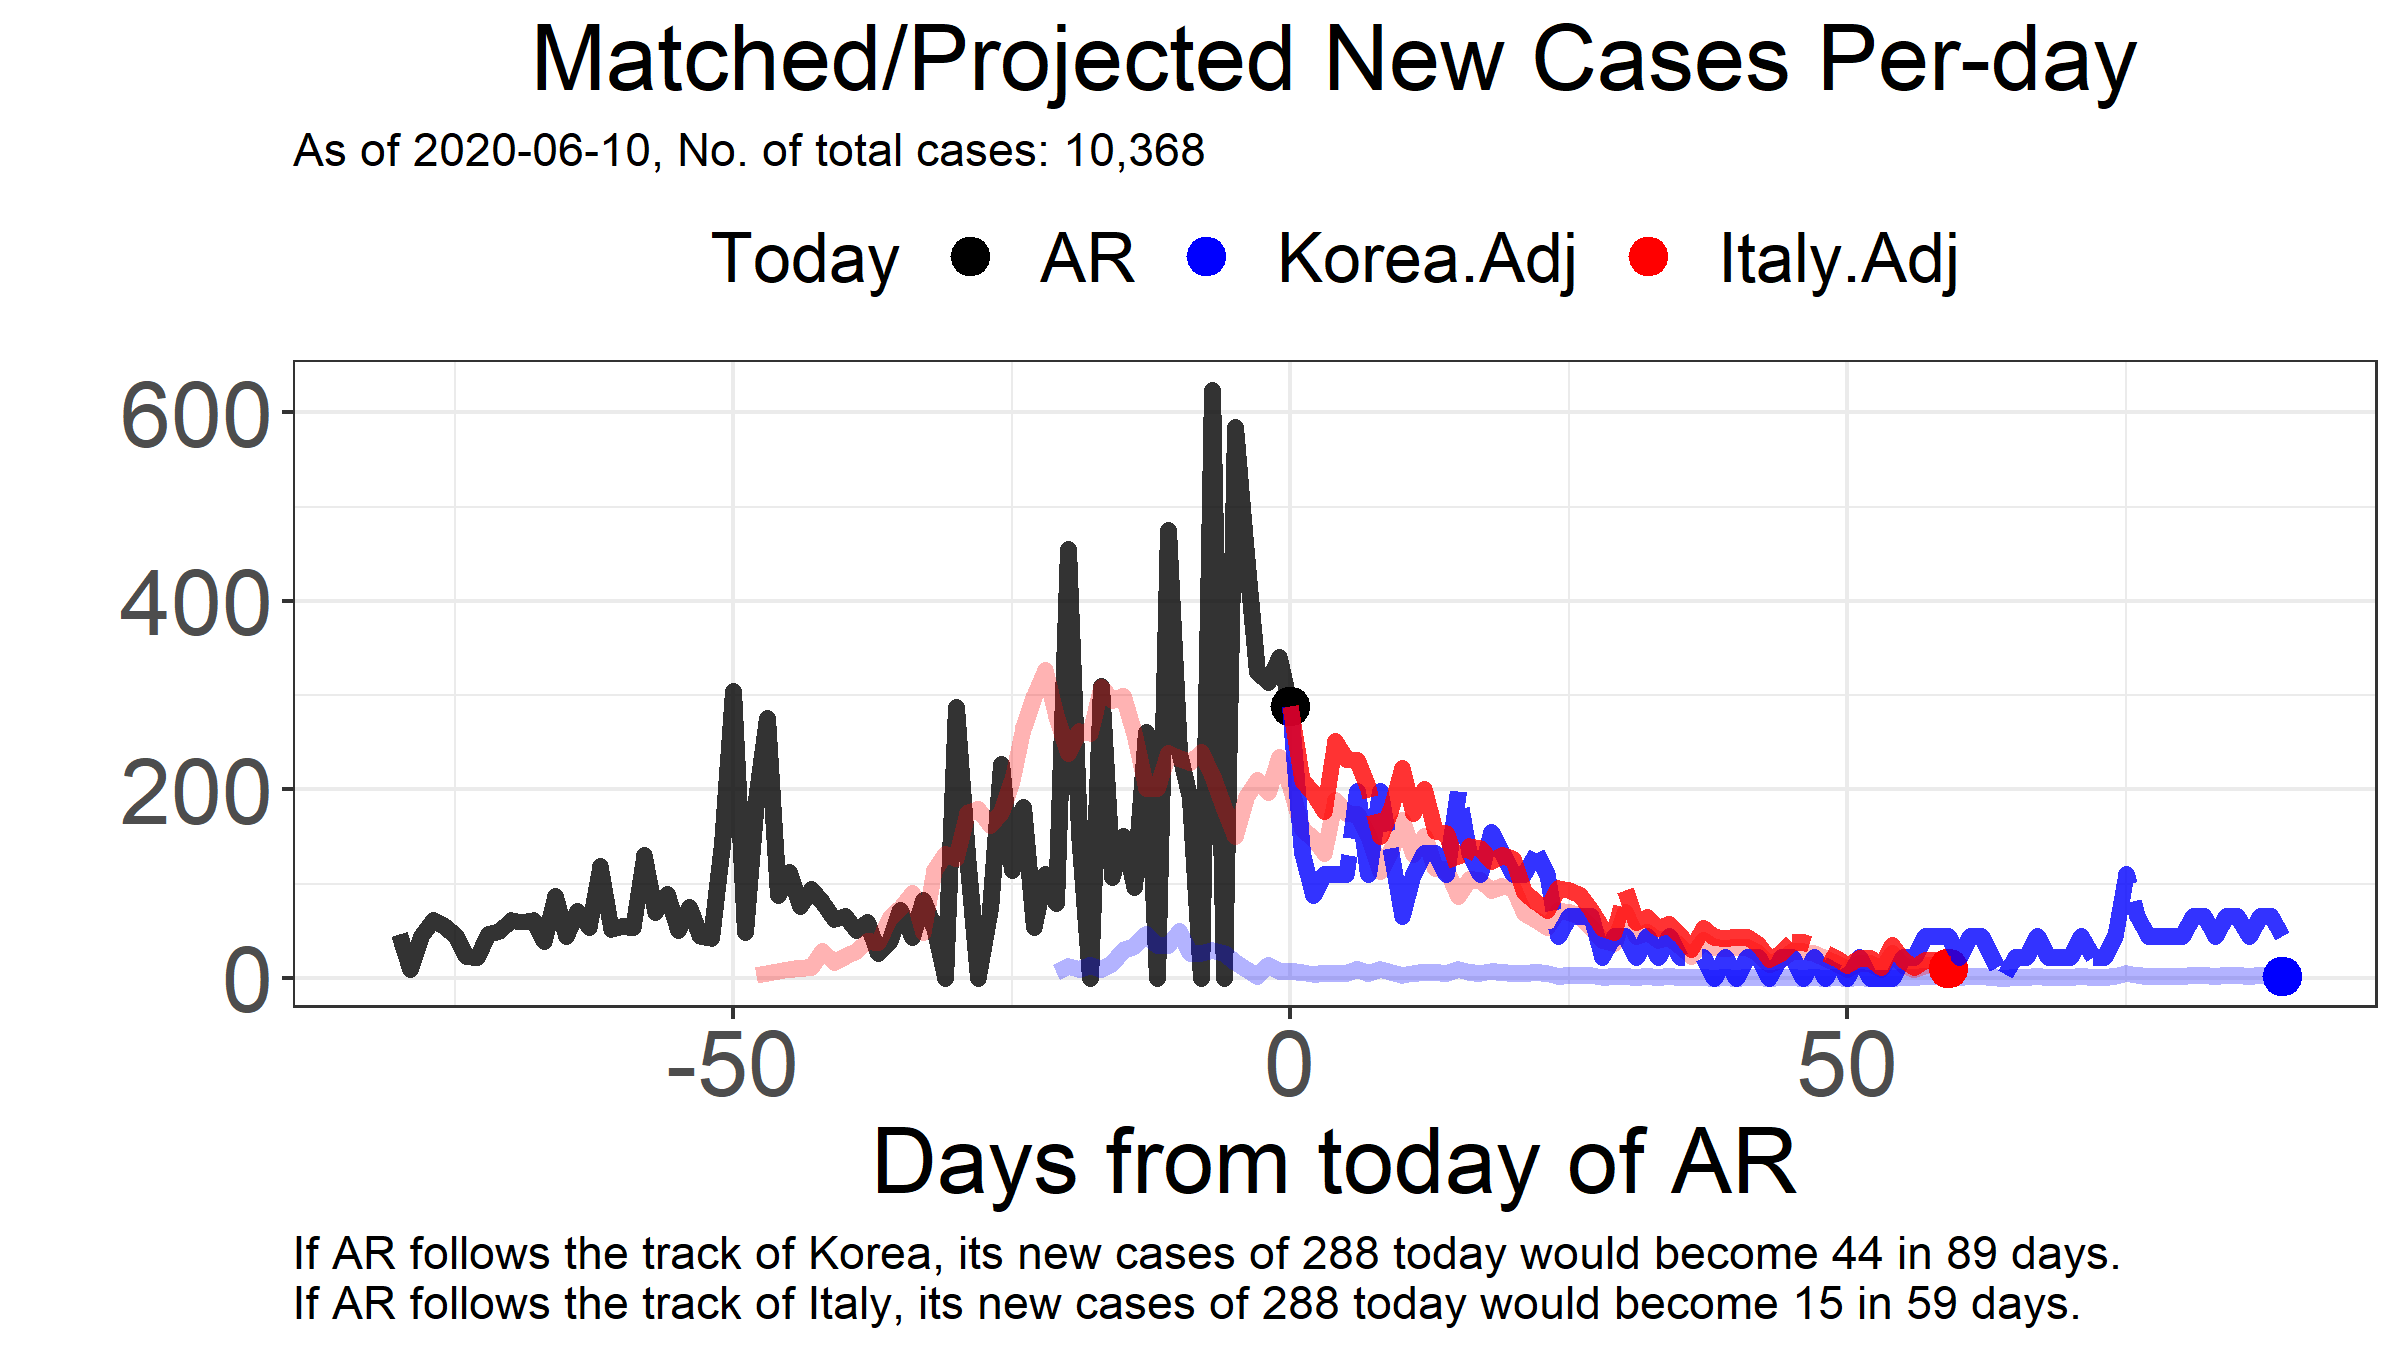 Matched/Projected New Cases Per-day
As of 2020-06-10, No. of total cases: 10,368
Today AR Korea.Adj Italy.Adj
600
400
200
0
-50 0 50
Days from today of AR
If AR follows the track of Korea, its new cases of 288 today would become 44 in 89 days.
If AR follows the track of Italy, its new cases of 288 today would become 15 in 59 days.